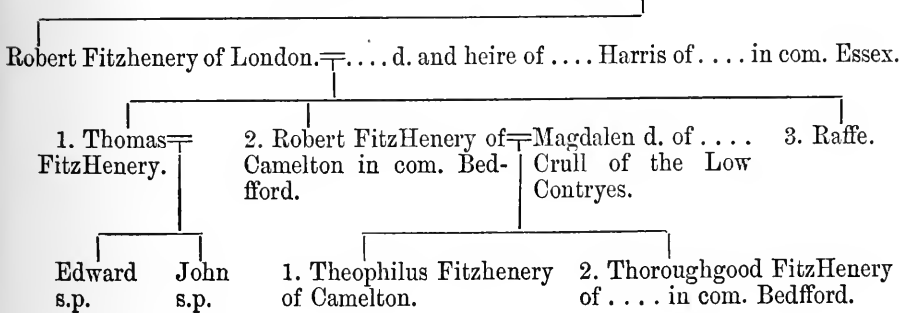 Robert Fitzhenery of London.=....d. and heire of .... Harris of .... in com. Essex.
1. Thomas=
FitzHenery.
2. Robert FitzHenery of=Magdalen d. of ....
Camelton in com. Bed- Crull of the Low
fford. Contryes.
3. Raffe.
Edward
s.p.
John
s.p.
1. Theophilus Fitzhenery
of Camelton.
2. Thoroughgood FitzHenery
of .... in com. Bedfford.